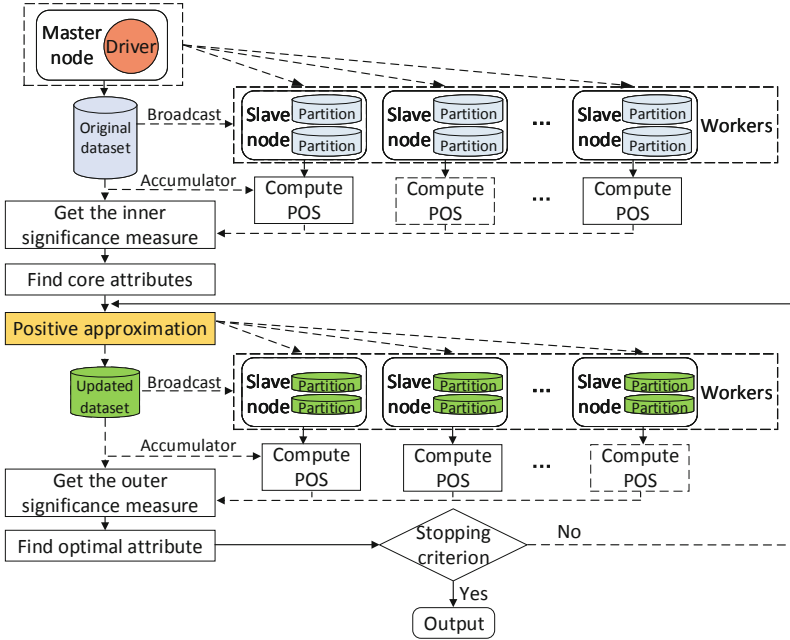 Master
node
Driver
Original
dataset
Broadcast
Slave
node
Partition
Partition
Slave
node
Partition
Partition
...
Slave
node
Partition
Partition
Workers
Accumulator
Compute
POS
Compute
POS
...
Compute
POS
Get the inner
significance measure
Find core attributes
Positive approximation
Updated
dataset
Broadcast
Slave
node
Partition
Partition
Slave
node
Partition
Partition
...
Slave
node
Partition
Partition
Workers
Accumulator
Compute
POS
Compute
POS
...
Compute
POS
Get the outer
significance measure
Find optimal attribute
Stopping
criterion
No
Yes
Output